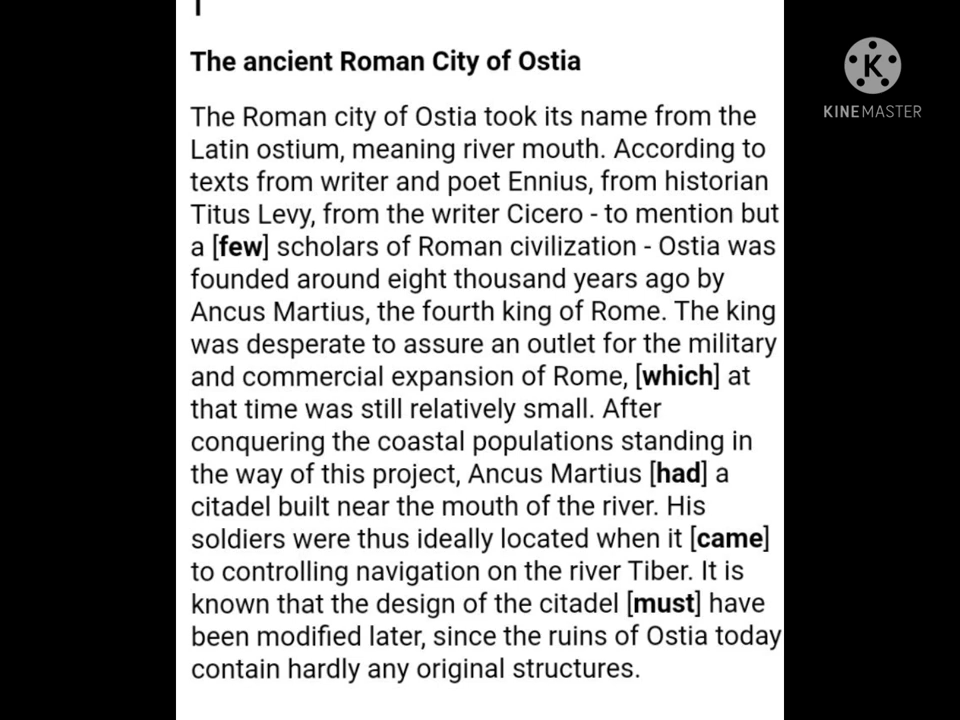 The ancient Roman City of Ostia
The Roman city of Ostia took its name from the
Latin ostium, meaning river mouth. According to
texts from writer and poet Ennius, from historian
Titus Levy, from the writer Cicero - to mention but
a [few] scholars of Roman civilization - Ostia was
founded around eight thousand years ago by
Ancus Martius, the fourth king of Rome. The king
was desperate to assure an outlet for the military
and commercial expansion of Rome, [which] at
that time was still relatively small. After
conquering the coastal populations standing in
the way of this project, Ancus Martius [had] a
citadel built near the mouth of the river. His
soldiers were thus ideally located when it [came]
to controlling navigation on the river Tiber. It is
known that the design of the citadel [must] have
been modified later, since the ruins of Ostia today
contain hardly any original structures.
K
KINEMASTER